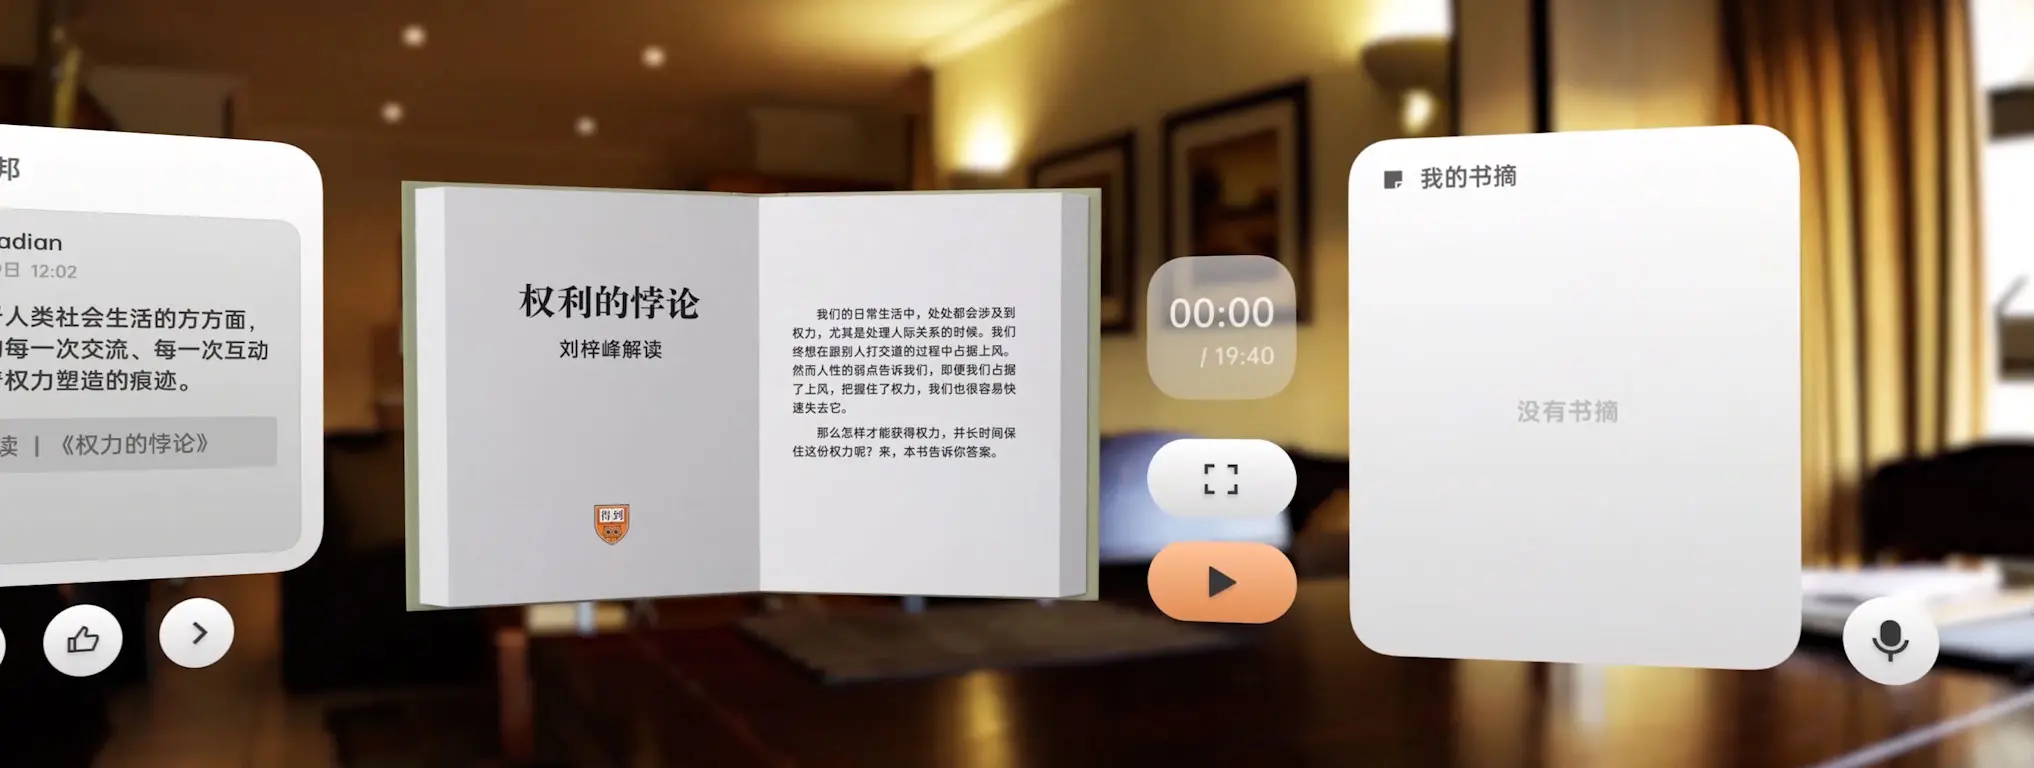 邦
adian
日 12:02
人类社会生活的方方面，
每一次交流、每一次互动
权力塑造的痕迹。
读 | 《权力的悖论》
权利的悖论
刘梓峰解读
得到
我们的日常生活中，处处都会涉及到
权力，尤其是处理人际关系的时候。我们
终想在跟别人打交道的过程中占据上风。
然而人性的弱点告诉我们，即便我们占据
了上风，把握住了权力，我们也很容易快
速失去它。
那么怎样才能获得权力，并长时间保
住这份权力呢？来，本书告诉你答案。
00:00
/ 19:40
我的书摘
没有书摘